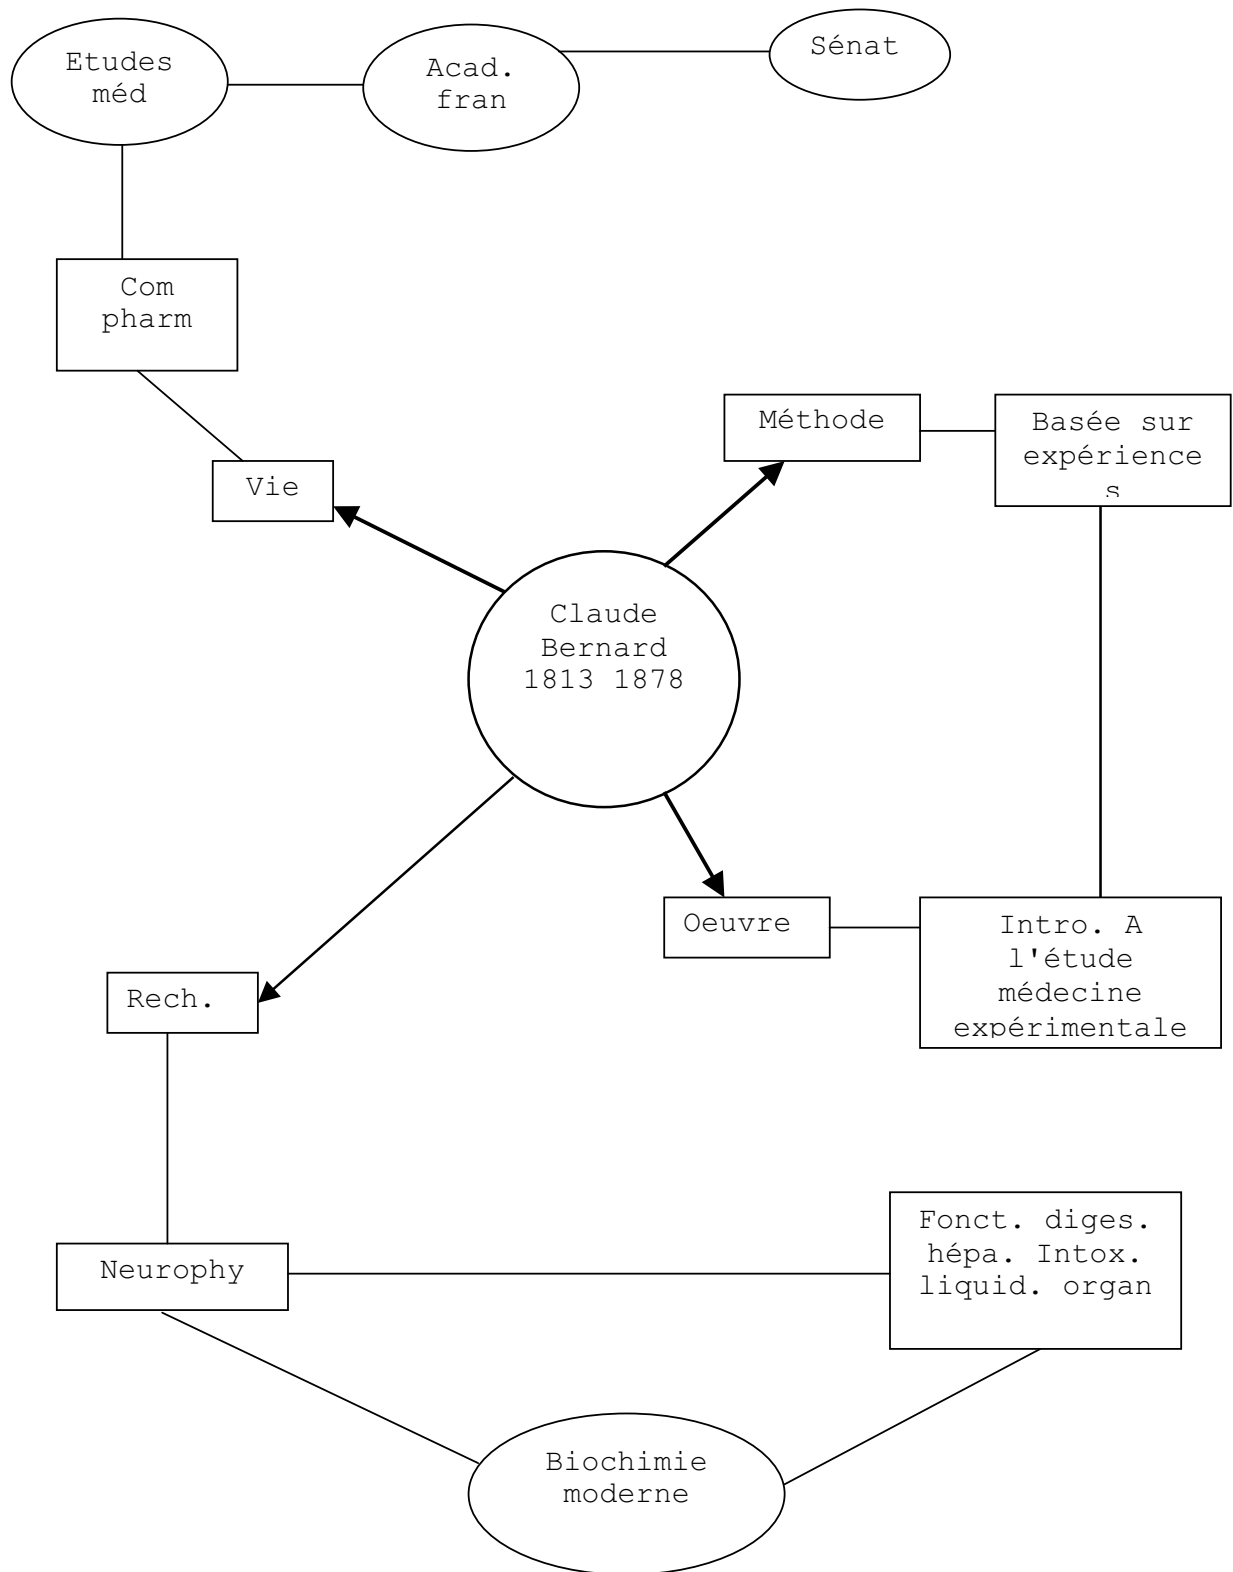 Etudes
méd
Acad.
fran
Sénat
Com
pharm
Vie
Méthode
Basée sur
expérience
s
Claude
Bernard
1813 1878
Oeuvre
Intro. A
l'étude
médecine
expérimentale
Rech.
Neurophy
Fonct. diges.
hépa. Intox.
liquid. organ
Biochimie
moderne